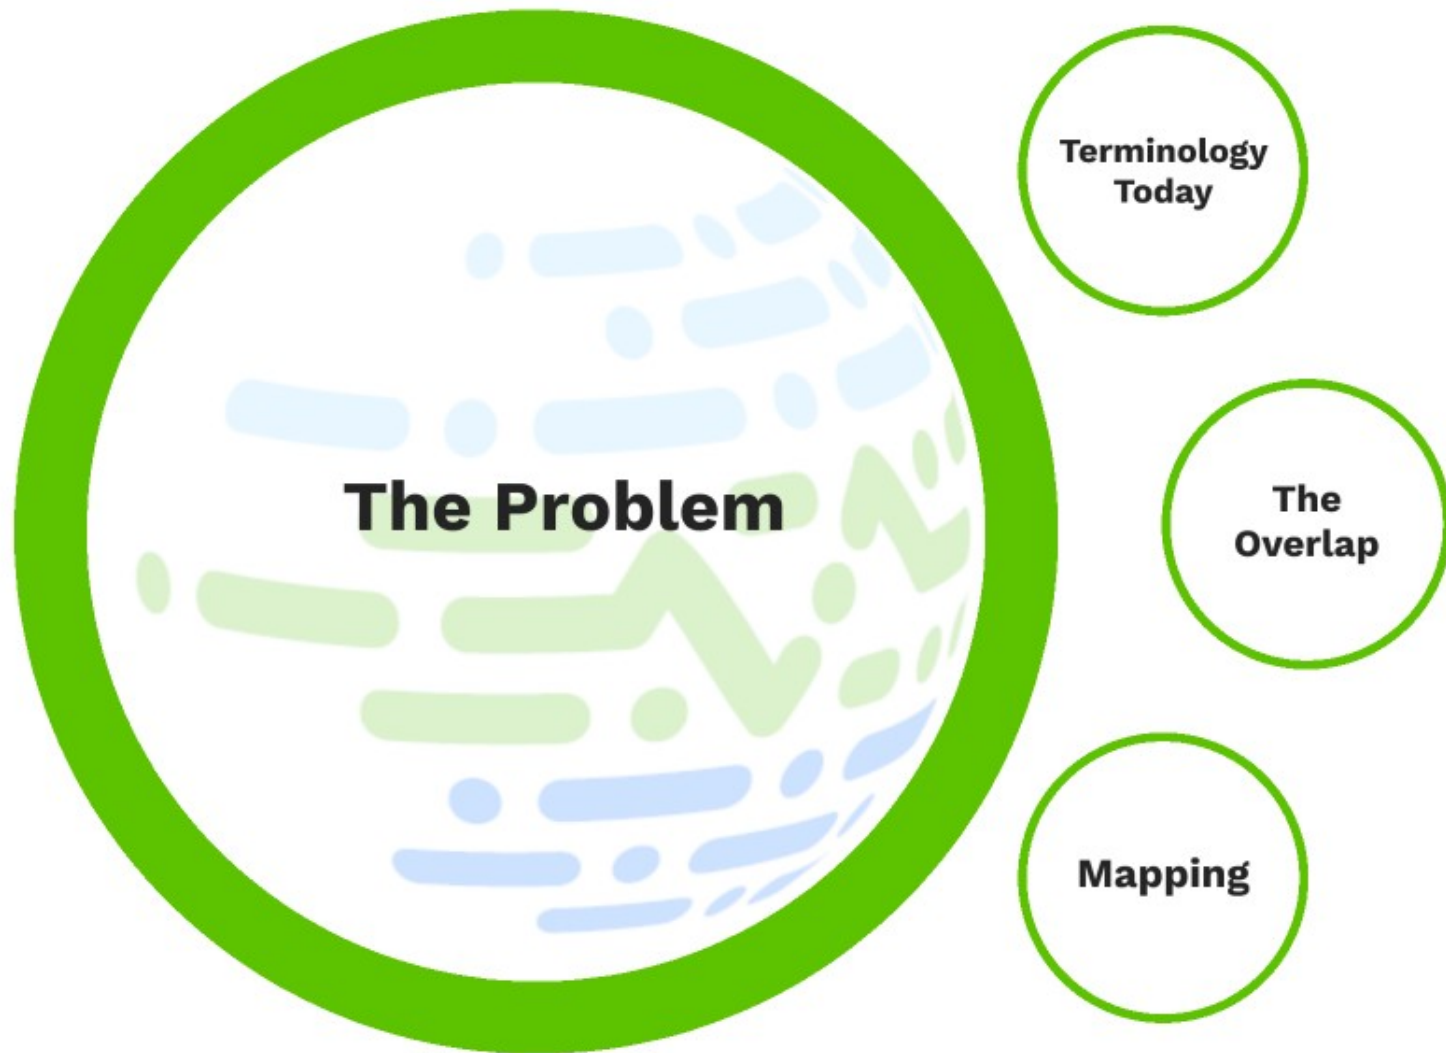 The Problem
Terminology
Today
The
Overlap
Mapping